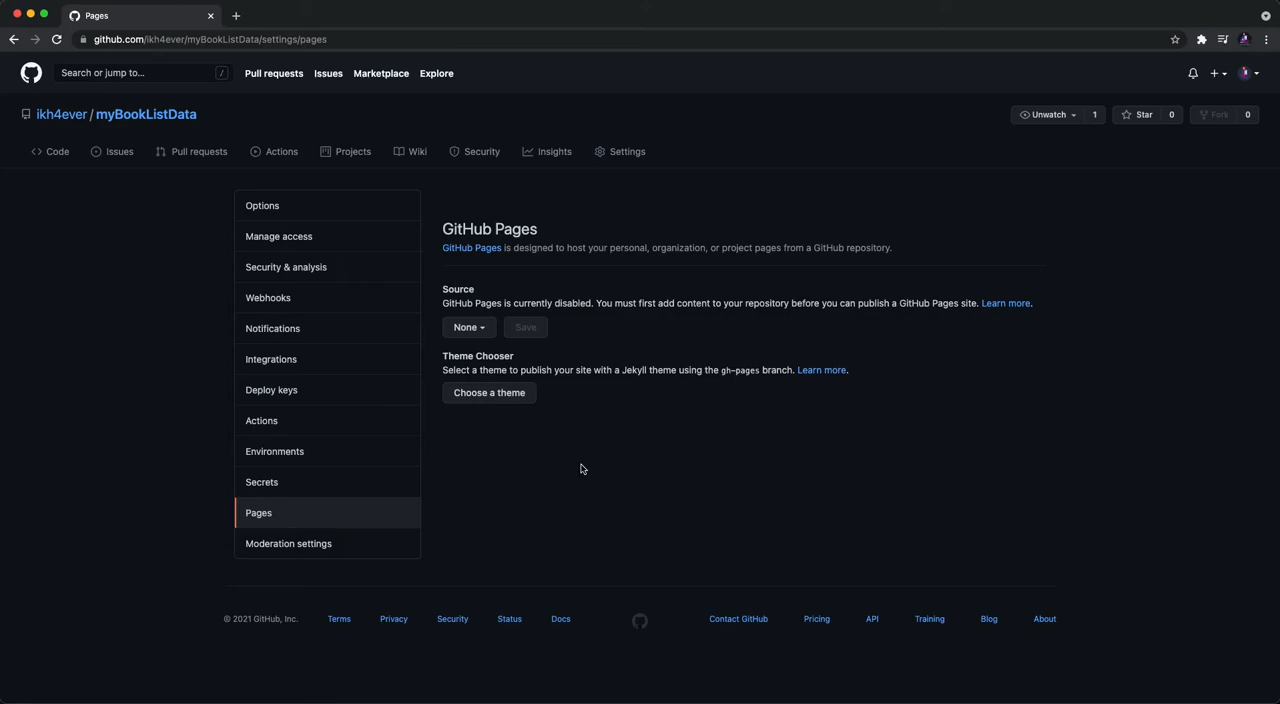 Pages
github.com/ikh4ever/myBookListData/settings/pages
Search or jump to... / Pull requests Issues Marketplace Explore
ikh4ever / myBookListData Unwatch 1 Star 0 Fork 0
Code Issues Pull requests Actions Projects Wiki Security Insights Settings
Options
Manage access
Security & analysis
Webhooks
Notifications
Integrations
Deploy keys
Actions
Environments
Secrets
Pages
Moderation settings
GitHub Pages
GitHub Pages is designed to host your personal, organization, or project pages from a GitHub repository.
Source
GitHub Pages is currently disabled. You must first add content to your repository before you can publish a GitHub Pages site. Learn more.
None Save
Theme Chooser
Select a theme to publish your site with a Jekyll theme using the gh-pages branch. Learn more.
Choose a theme
© 2021 GitHub, Inc. Terms Privacy Security Status Docs Contact GitHub Pricing API Training Blog About